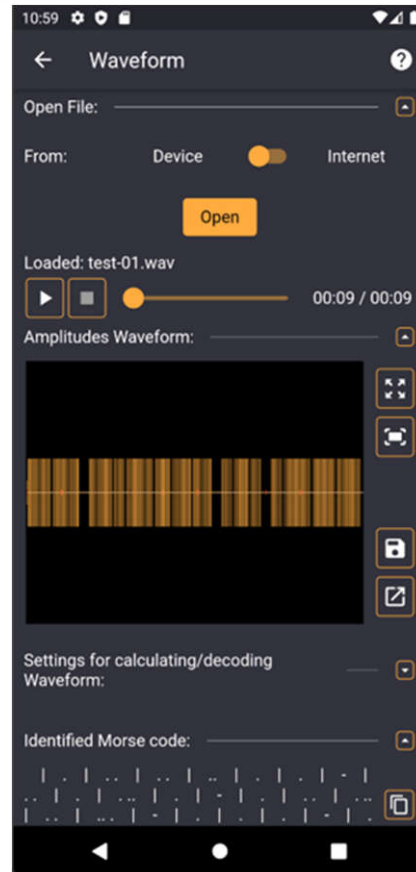 10:59
Waveform
Open File:
From: Device Internet
Open
Loaded: test-01.wav
00:09 / 00:09
Amplitudes Waveform:
Settings for calculating/decoding
Waveform:
Identified Morse code:
| . | .. | .. | .. | . | . | - |
.. | . | ... | . | - | . | .. | ...
| .. | ... | - | . | . | - | . | .